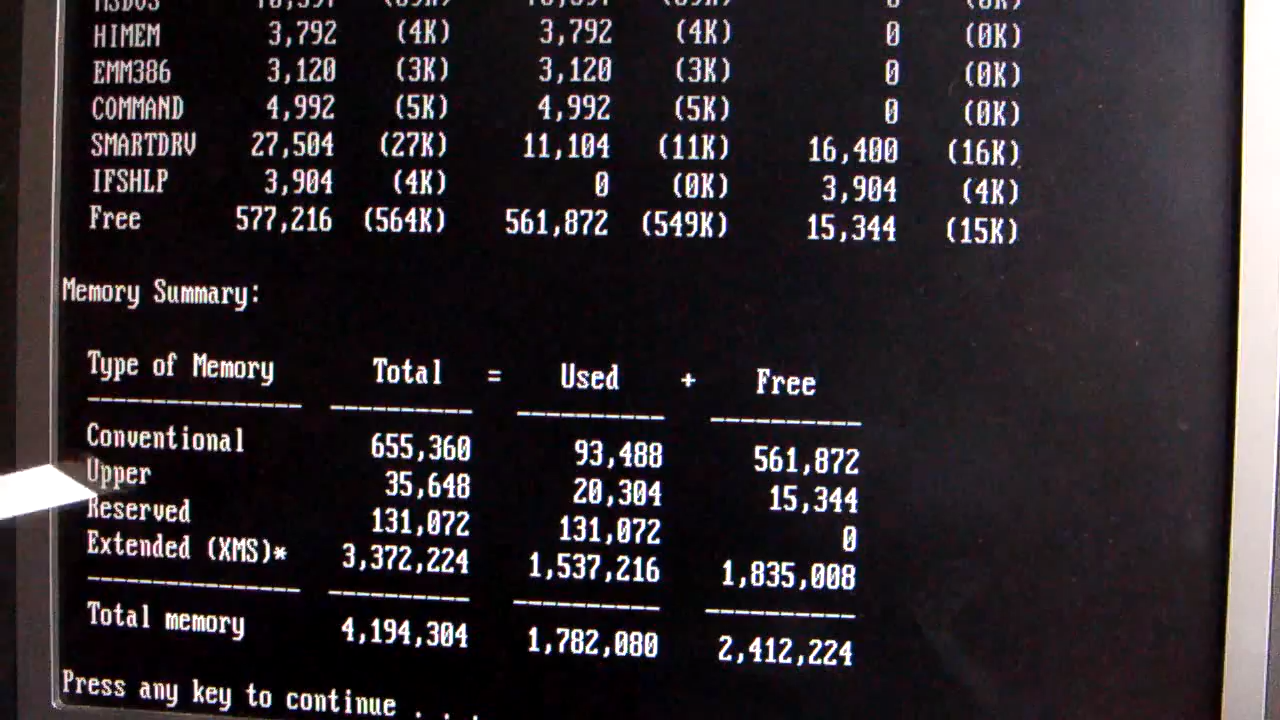 MSDOS
HIMEM 3,792 (4K) 3,792 (4K) 0 (0K)
EMM386 3,120 (3K) 3,120 (3K) 0 (0K)
COMMAND 4,992 (5K) 4,992 (5K) 0 (0K)
SMARTDRV 27,504 (27K) 11,104 (11K) 16,400 (16K)
IFSHLP 3,904 (4K) 0 (0K) 3,904 (4K)
Free 577,216 (564K) 561,872 (549K) 15,344 (15K)
Memory Summary:
Type of Memory Total = Used + Free
---------------- ---------- ---------- ----------
Conventional 655,360 93,488 561,872
Upper 35,648 20,304 15,344
Reserved 131,072 131,072 0
Extended (XMS)* 3,372,224 1,537,216 1,835,008
---------------- ---------- ---------- ----------
Total memory 4,194,304 1,782,080 2,412,224
Press any key to continue . . .